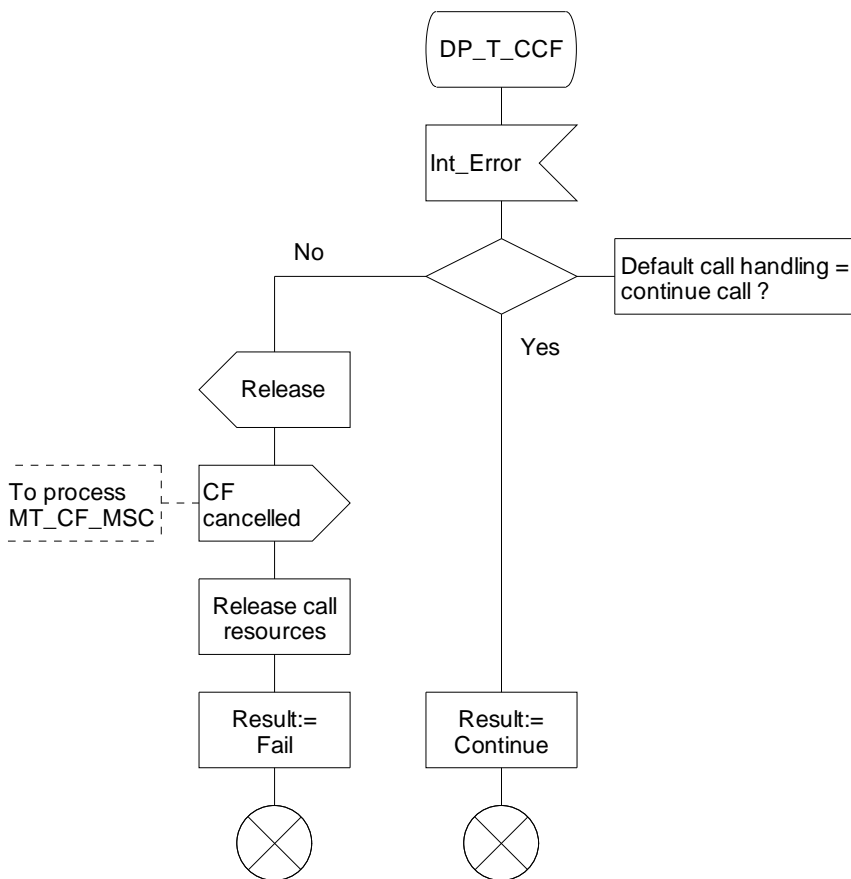 DP_T_CCF
Int_Error
No
Default call handling =
continue call ?
Yes
Release
To process
MT_CF_MSC
CF
cancelled
Release call
resources
Result:=
Fail
Result:=
Continue